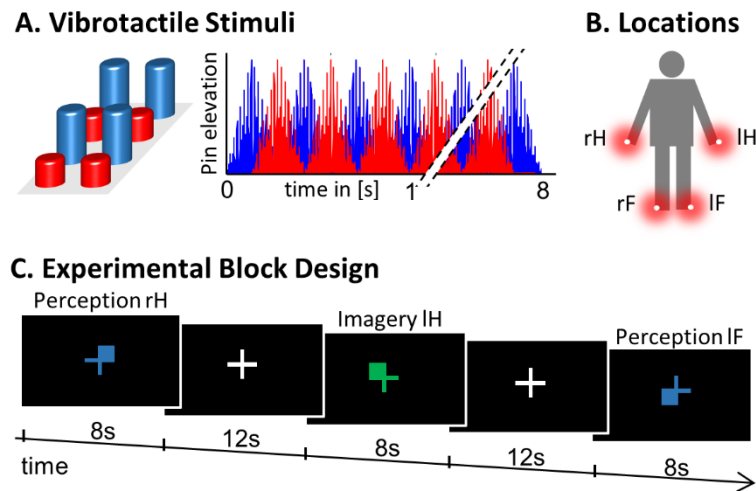 A. Vibrotactile Stimuli
B. Locations
Pin elevation
0
time in [s]
1
8
rH
lH
rF
lF
C. Experimental Block Design
Perception rH
Imagery lH
Perception lF
8s
12s
8s
12s
8s
time